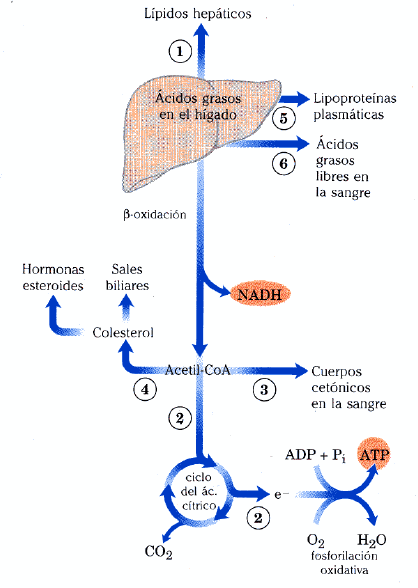 Lípidos hepáticos
1
Ácidos grasos
en el hígado
5
Lipoproteínas
plasmáticas
6
Ácidos
grasos
libres en
la sangre
β-oxidación
NADH
Hormonas
esteroides
Sales
biliares
Colesterol
4
Acetil-CoA
3
Cuerpos
cetónicos
en la sangre
2
ciclo
del ác.
cítrico
CO2
2
e−
ADP + Pi
ATP
O2
H2O
fosforilación
oxidativa